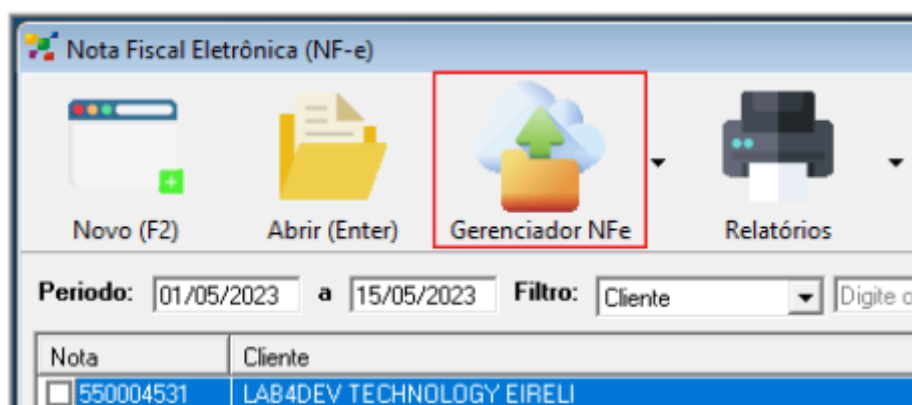 Nota Fiscal Eletrônica (NF-e)
Novo (F2) Abrir (Enter) Gerenciador NFe Relatórios
Periodo: 01/05/2023 a 15/05/2023 Filtro: Cliente Digite
Nota Cliente
550004531 LAB4DEV TECHNOLOGY EIRELI